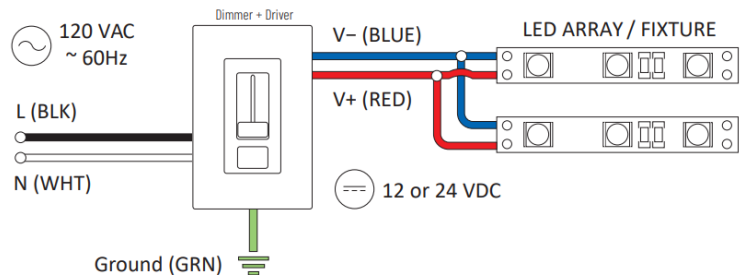 Dimmer + Driver
120 VAC
~ 60Hz
V− (BLUE)
LED ARRAY / FIXTURE
V+ (RED)
L (BLK)
N (WHT)
12 or 24 VDC
Ground (GRN)